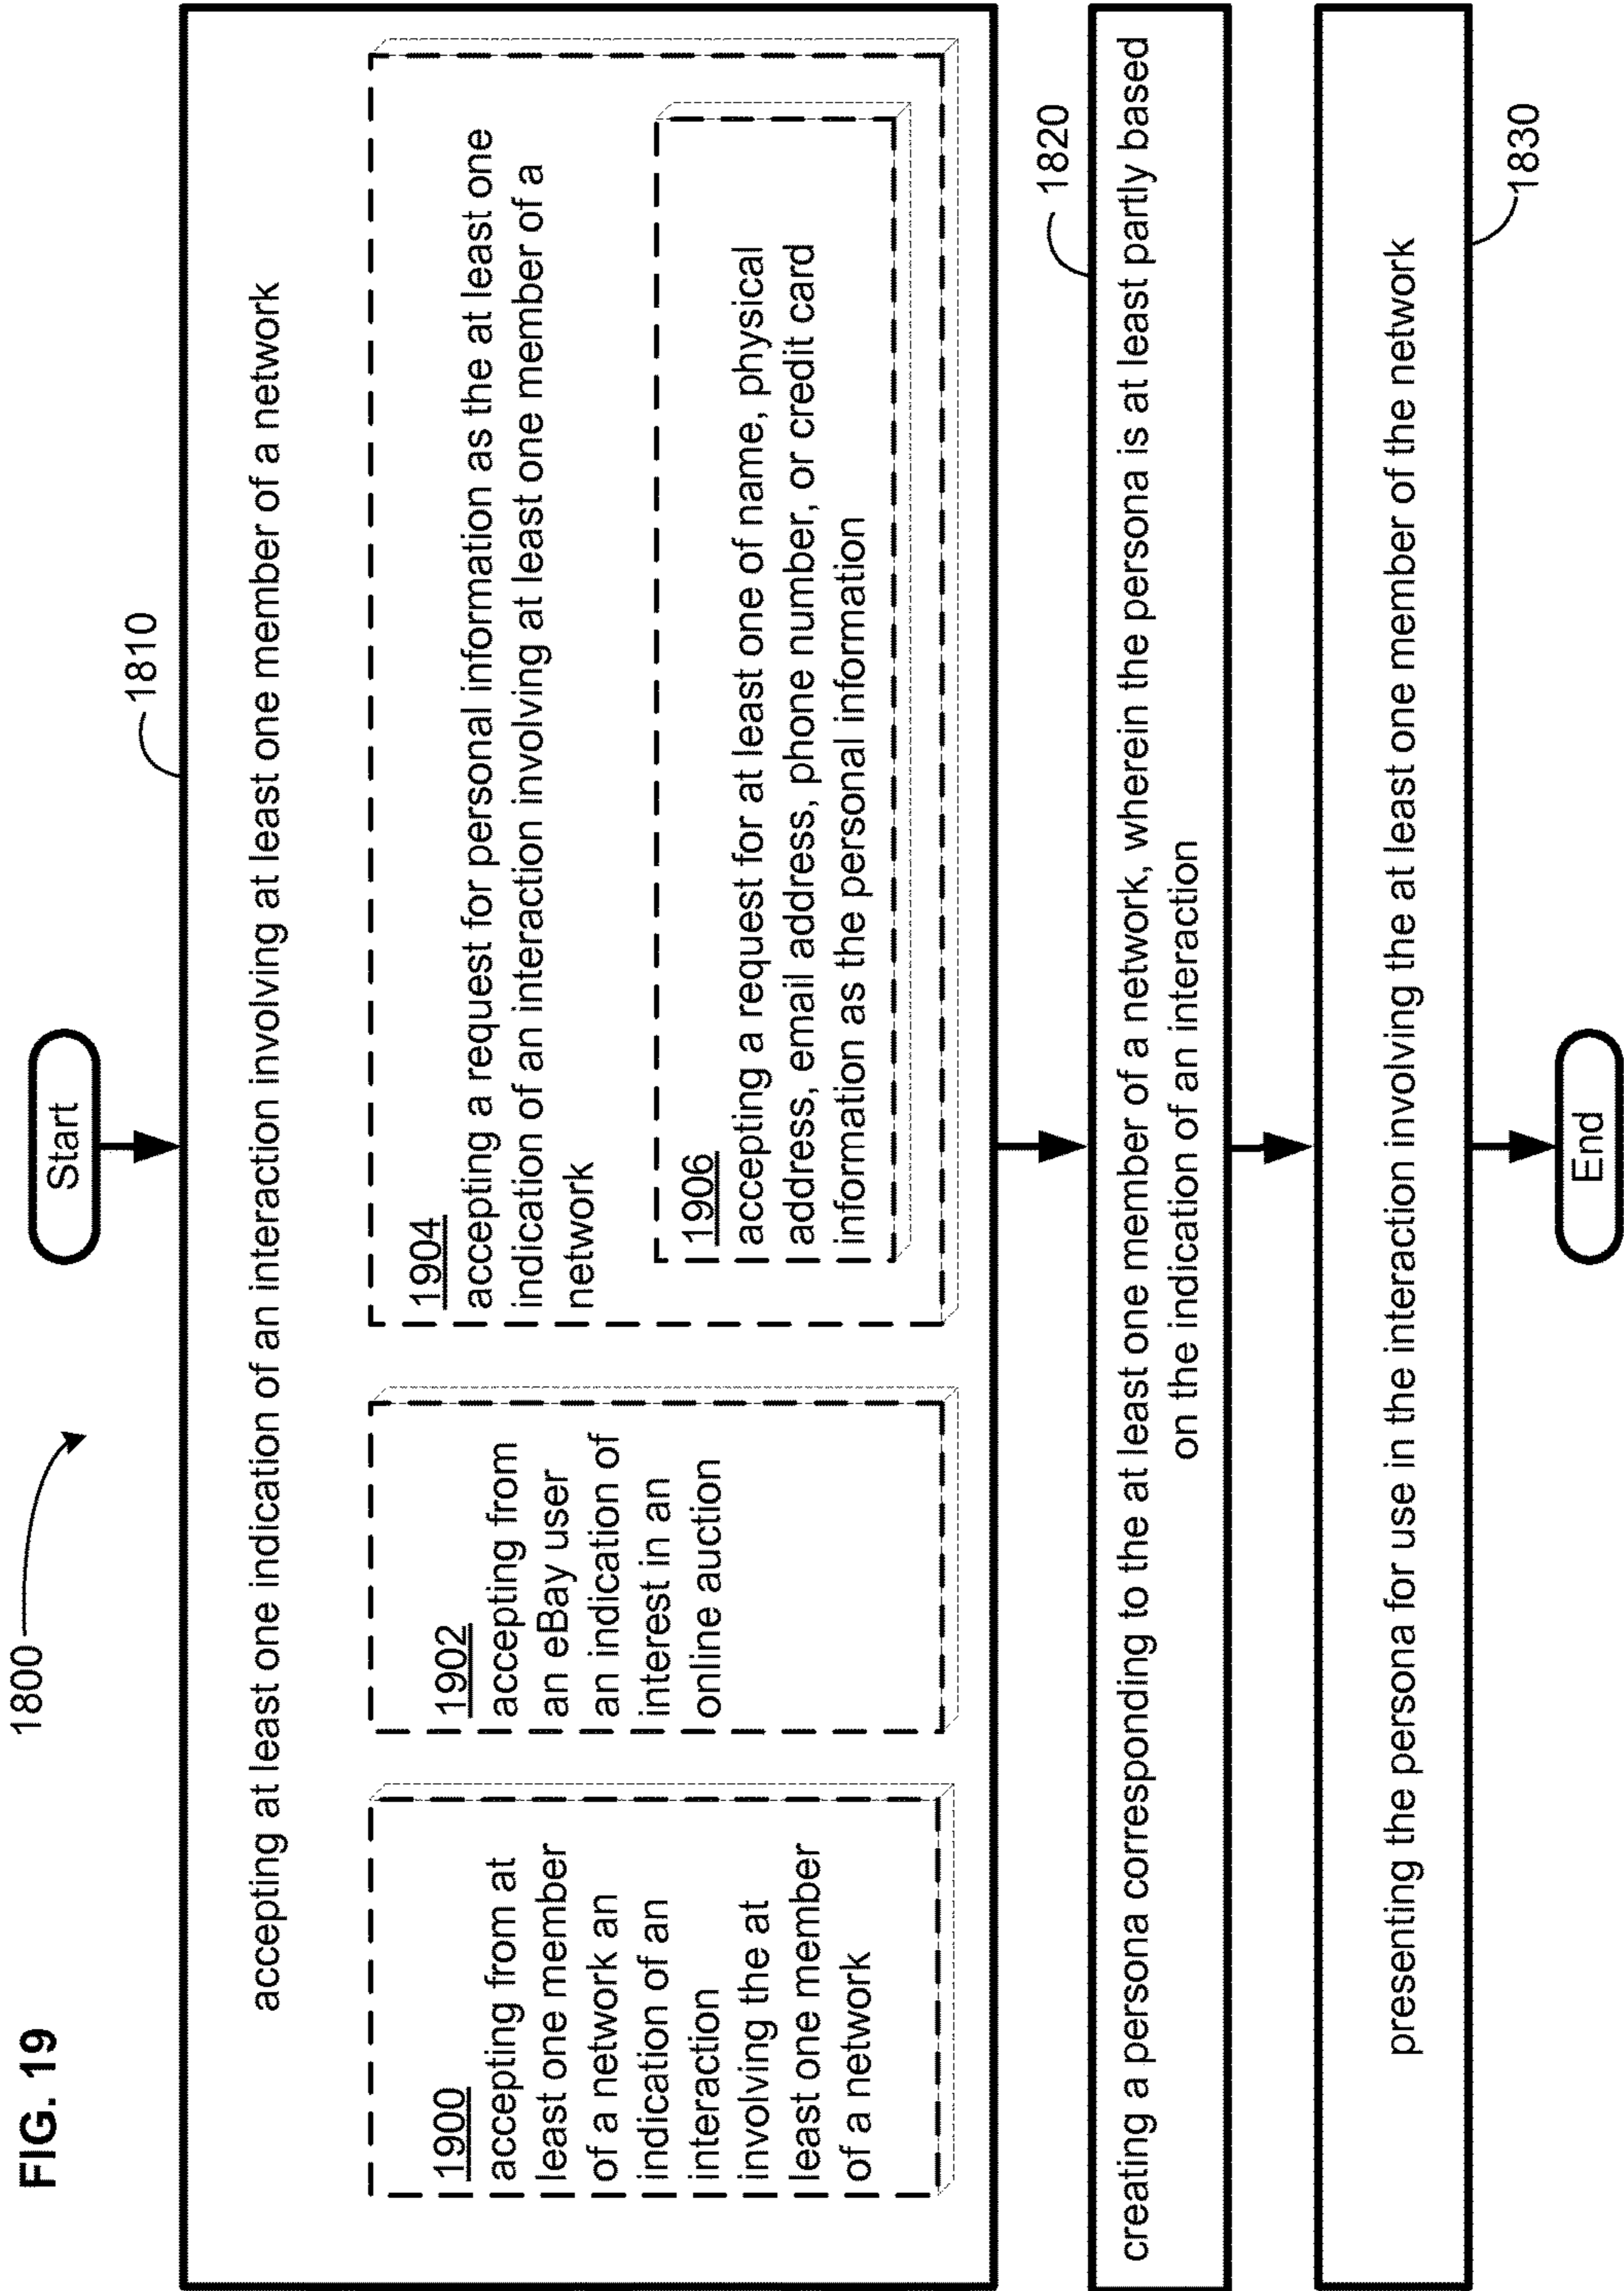 FIG. 19
1800
Start
1810
accepting at least one indication of an interaction involving at least one member of a network
1900
accepting from at
least one member
of a network an
indication of an
interaction
involving the at
least one member
of a network
1902
accepting from
an eBay user
an indication of
interest in an
online auction
1904
accepting a request for personal information as the at least one
indication of an interaction involving at least one member of a
network
1906
accepting a request for at least one of name, physical
address, email address, phone number, or credit card
information as the personal information
1820
creating a persona corresponding to the at least one member of a network, wherein the persona is at least partly based
on the indication of an interaction
1830
presenting the persona for use in the interaction involving the at least one member of the network
End